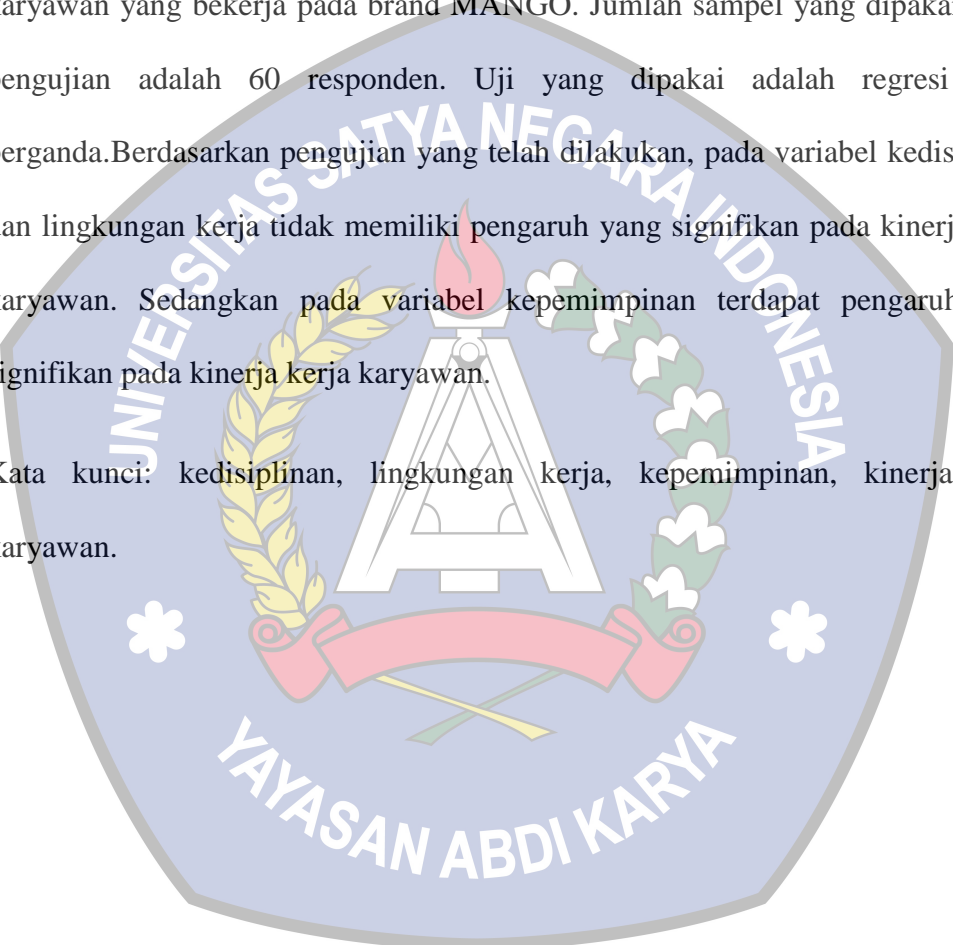 karyawan yang bekerja pada brand MANGO. Jumlah sampel yang dipakai
pengujian adalah 60 responden. Uji yang dipakai adalah regresi
berganda.Berdasarkan pengujian yang telah dilakukan, pada variabel
dan lingkungan kerja tidak memiliki pengaruh yang signifikan pada
karyawan. Sedangkan pada variabel kepemimpinan terdapat pengaruh
signifikan pada kinerja kerja karyawan.
Kata kunci: kedisiplinan, lingkungan kerja, kepemimpinan, kinerja
karyawan.
UNIVERSITAS SATYA NEGARA INDONESIA
YAYASAN ABDI KARYA